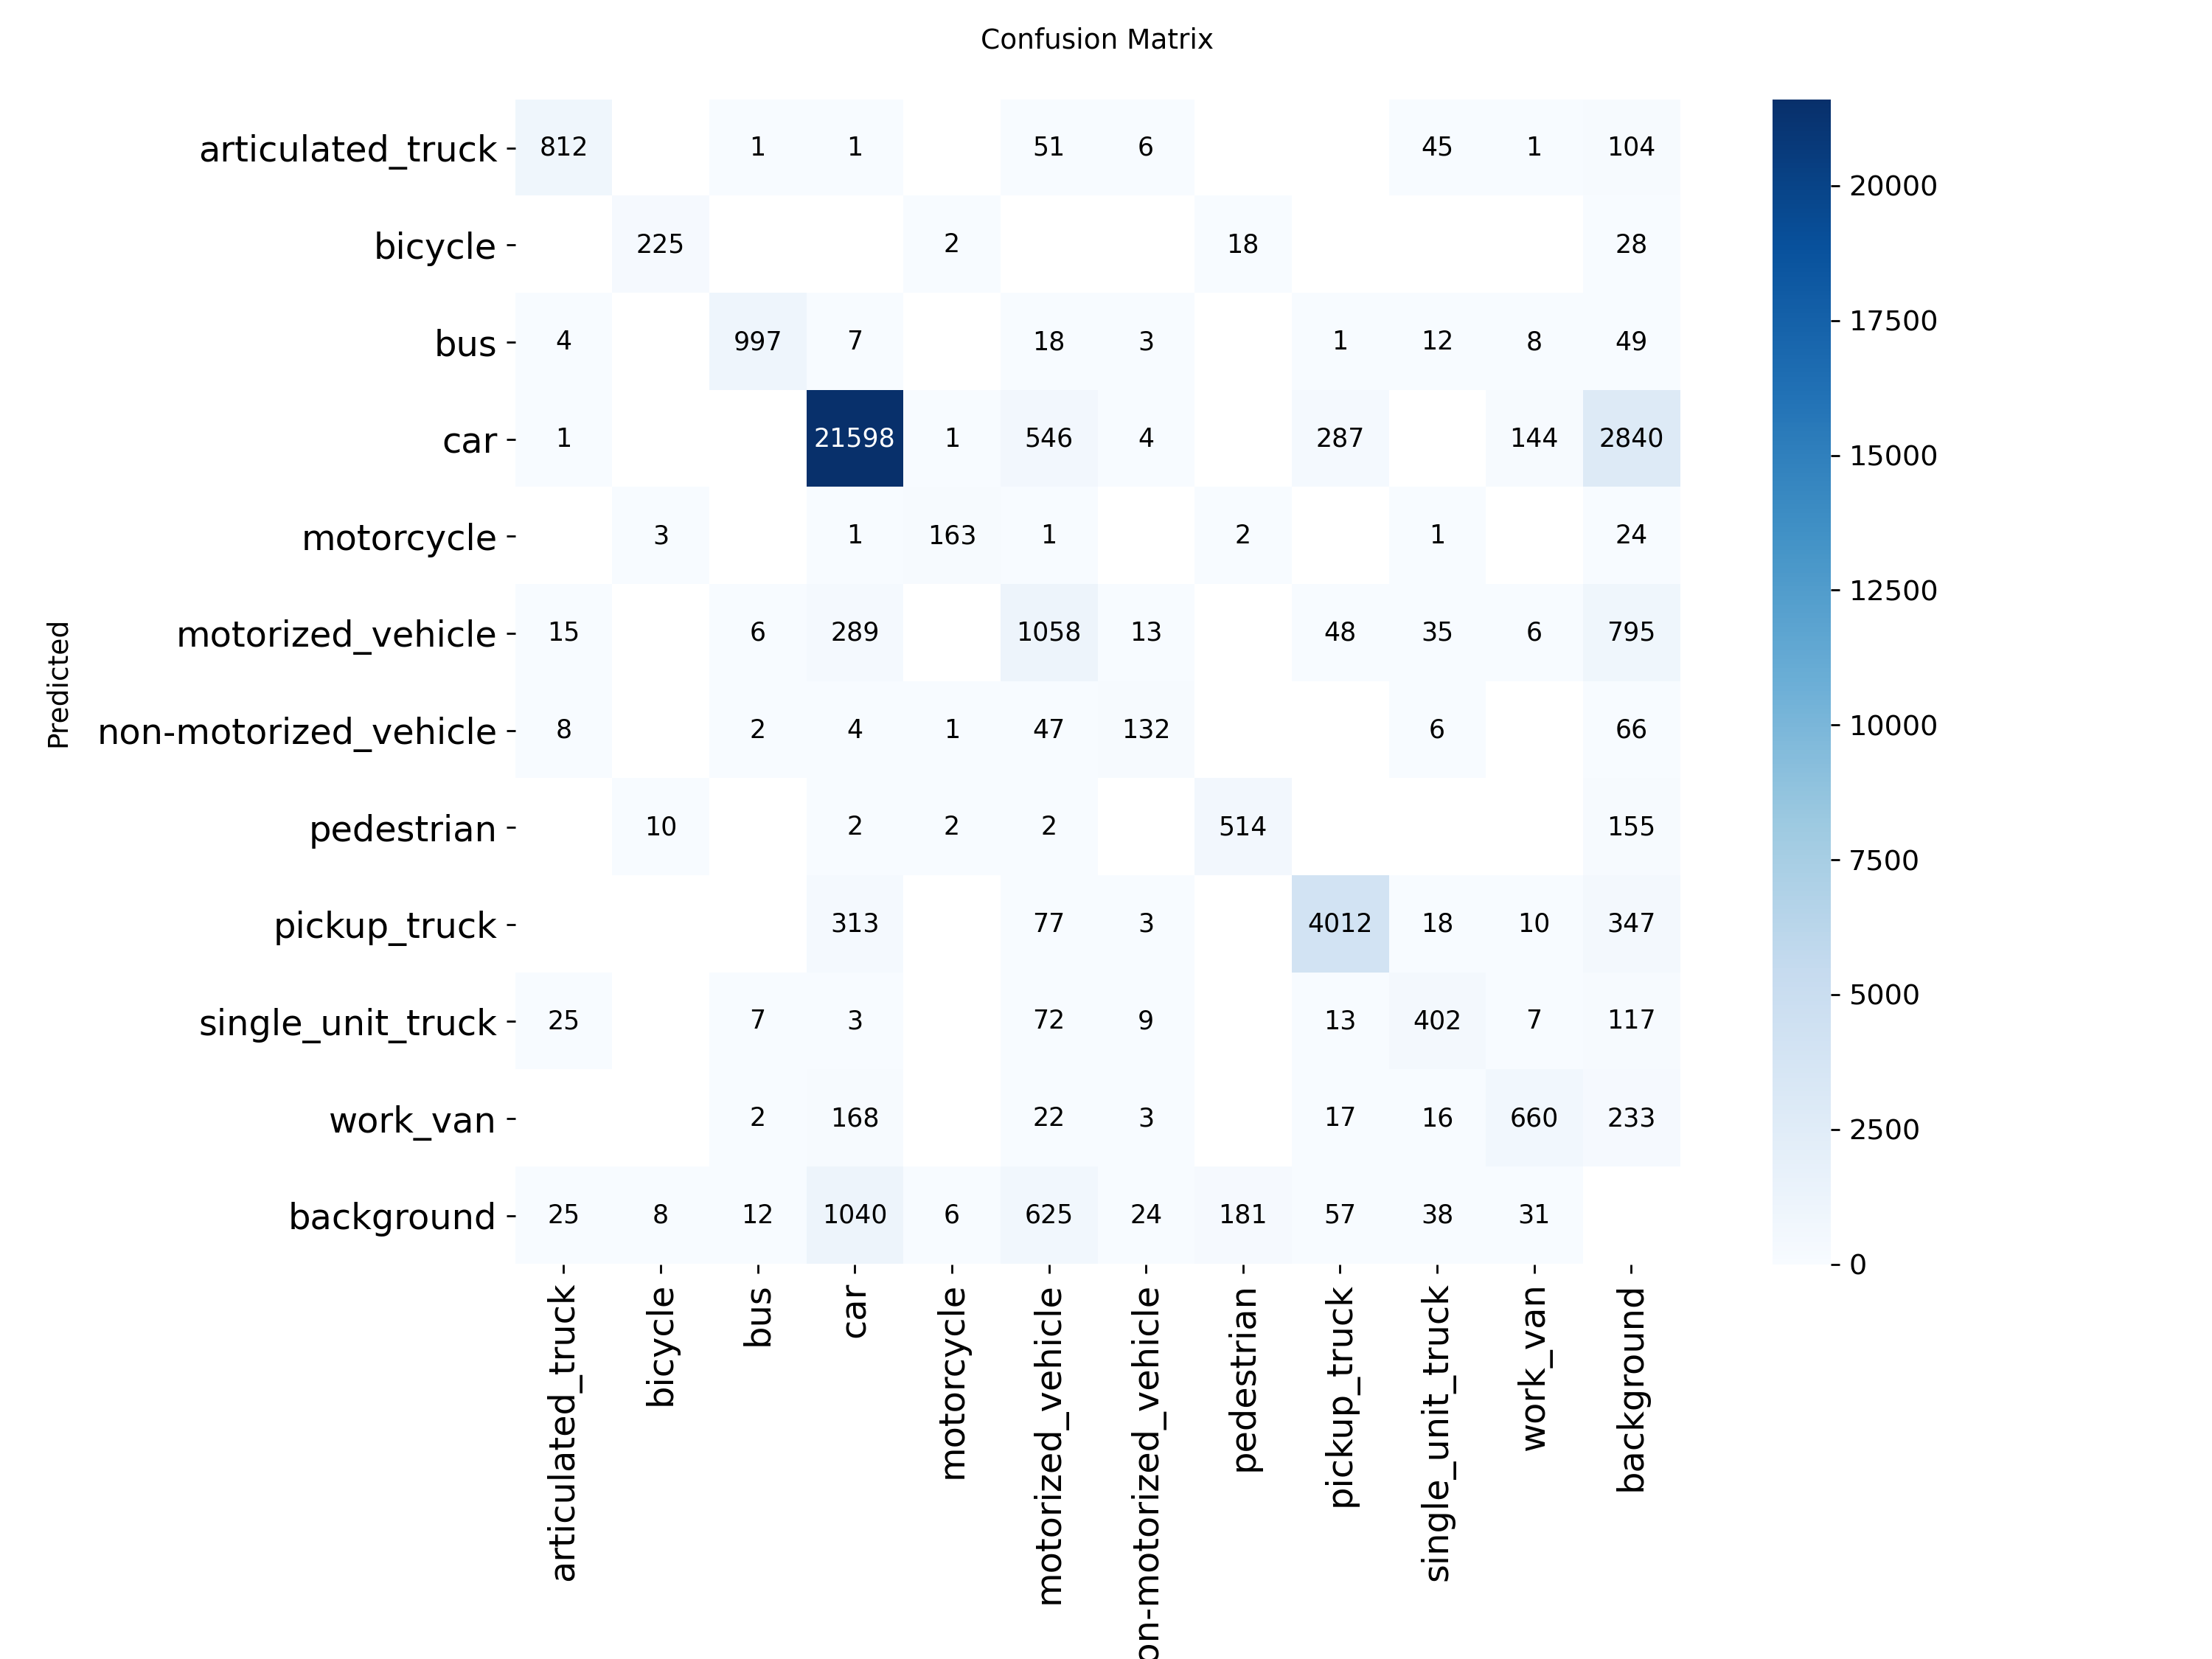 Confusion Matrix
articulated_truck 812 1 1 51 6 45 1 104
bicycle 225 2 18 28
bus 4 997 7 18 3 1 12 8 49
car 1 21598 1 546 4 287 144 2840
motorcycle 3 1 163 1 2 1 24
motorized_vehicle 15 6 289 1058 13 48 35 6 795
non-motorized_vehicle 8 2 4 1 47 132 6 66
pedestrian 10 2 2 2 514 155
pickup_truck 313 77 3 4012 18 10 347
single_unit_truck 25 7 3 72 9 13 402 7 117
work_van 2 168 22 3 17 16 660 233
background 25 8 12 1040 6 625 24 181 57 38 31
Predicted
articulated_truck
bicycle
bus
car
motorcycle
motorized_vehicle
on-motorized_vehicle
pedestrian
pickup_truck
single_unit_truck
work_van
background
20000
17500
15000
12500
10000
7500
5000
2500
0